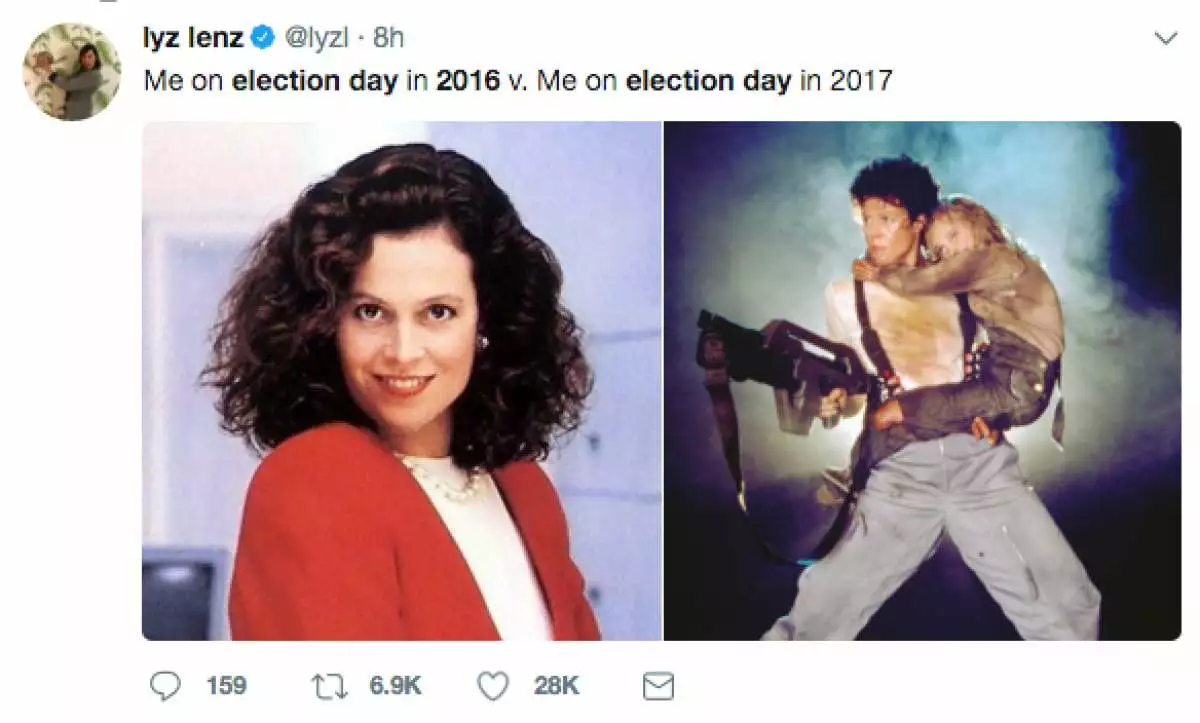 lyz lenz @lyzl · 8h
Me on election day in 2016 v. Me on election day in 2017
159 6.9K 28K